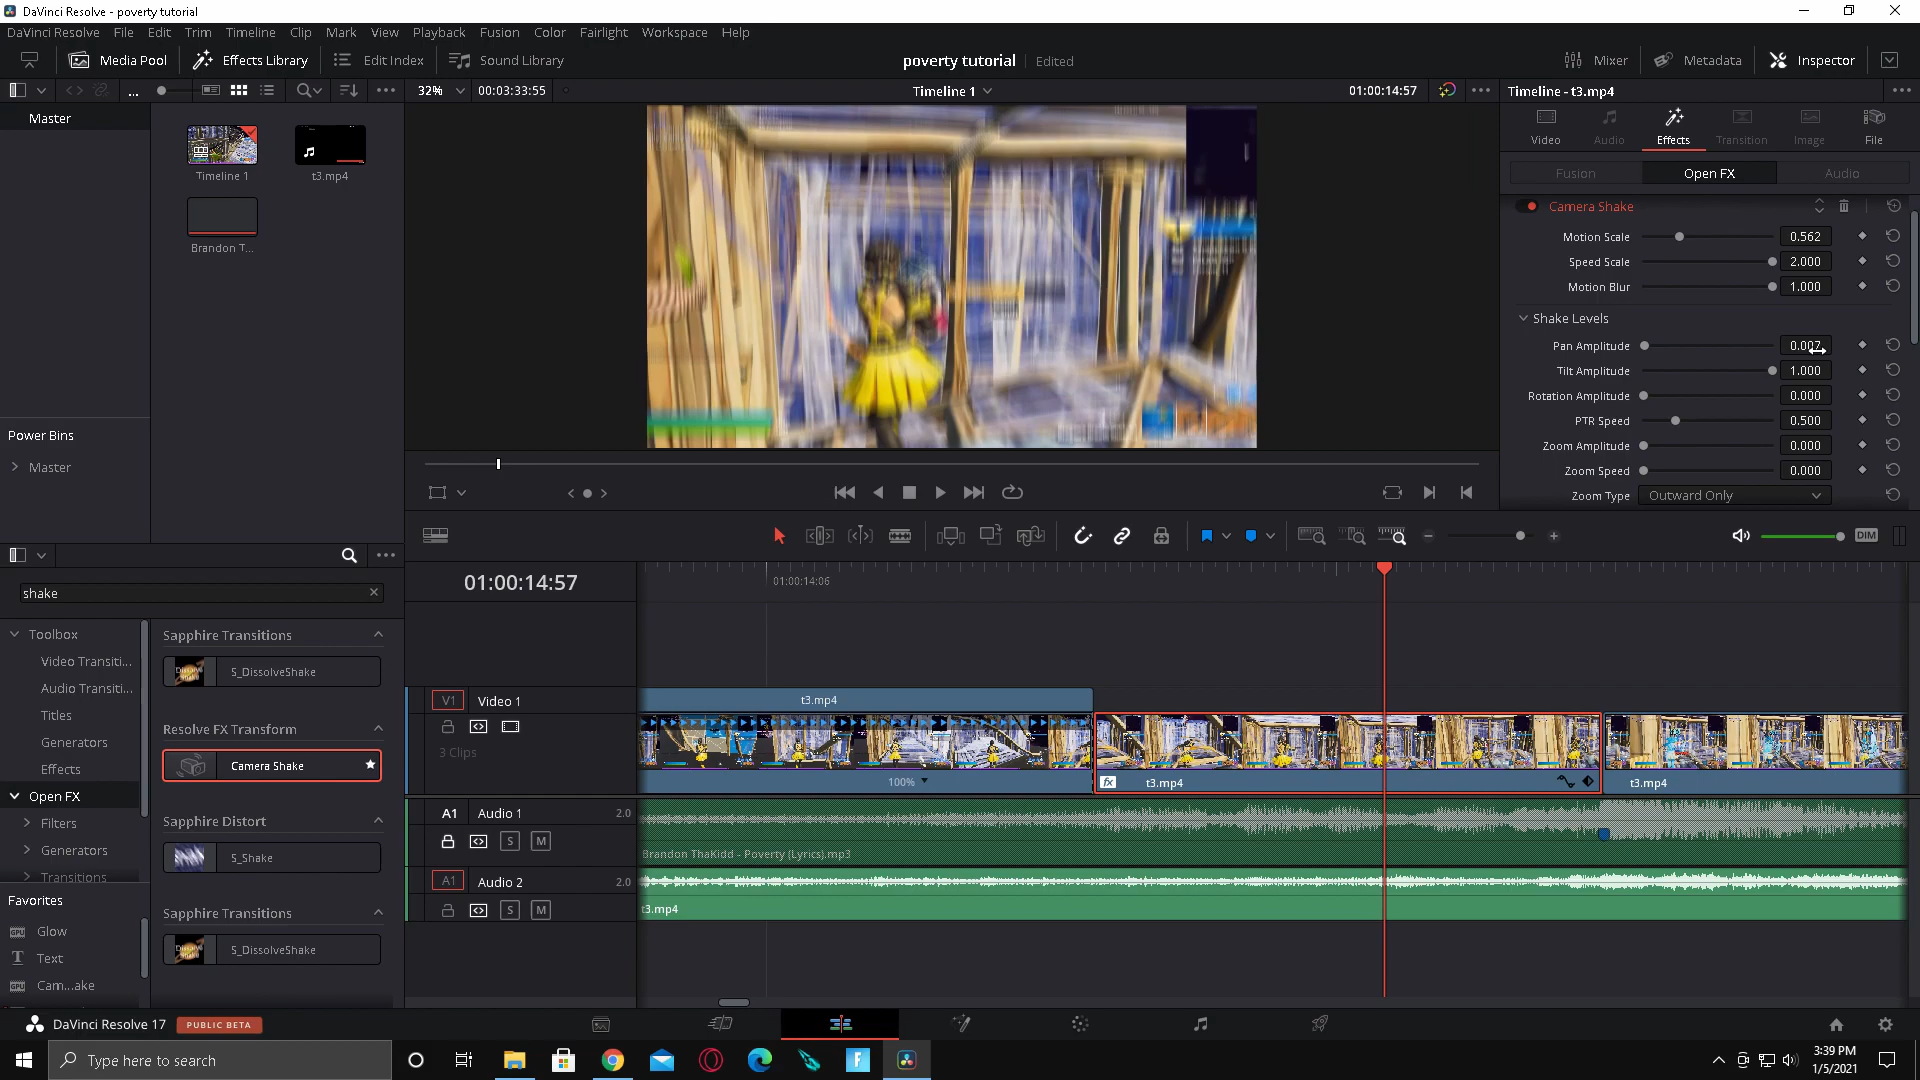 DaVinci Resolve - poverty tutorial
DaVinci Resolve File Edit Trim Timeline Clip Mark View Playback Fusion Color Fairlight Workspace Help
Media Pool Effects Library Edit Index Sound Library poverty tutorial Edited Mixer Metadata Inspector
... 32% 00:03:33:55 Timeline 1 01:00:14:57 Timeline - t3.mp4
Master
Timeline 1
t3.mp4
Brandon T...
Power Bins
Master
Video Audio Effects Transition Image File
Fusion Open FX Audio
Camera Shake
Motion Scale 0.562
Speed Scale 2.000
Motion Blur 1.000
Shake Levels
Pan Amplitude 0.007
Tilt Amplitude 1.000
Rotation Amplitude 0.000
PTR Speed 0.500
Zoom Amplitude 0.000
Zoom Speed 0.000
Zoom Type Outward Only
DIM
shake
Toolbox
Video Transiti...
Audio Transiti...
Titles
Generators
Effects
Open FX
Filters
Generators
Transitions
Favorites
Glow
Text
Cam...ake
Sapphire Transitions
S_DissolveShake
Resolve FX Transform
Camera Shake
Sapphire Distort
S_Shake
Sapphire Transitions
S_DissolveShake
01:00:14:57
01:00:14:06
V1 Video 1
3 Clips
t3.mp4
100%
fx t3.mp4
t3.mp4
A1 Audio 1 2.0
S M
Brandon ThaKidd - Poverty (Lyrics).mp3
A1 Audio 2 2.0
S M
t3.mp4
DaVinci Resolve 17 PUBLIC BETA
Type here to search
3:39 PM
1/5/2021